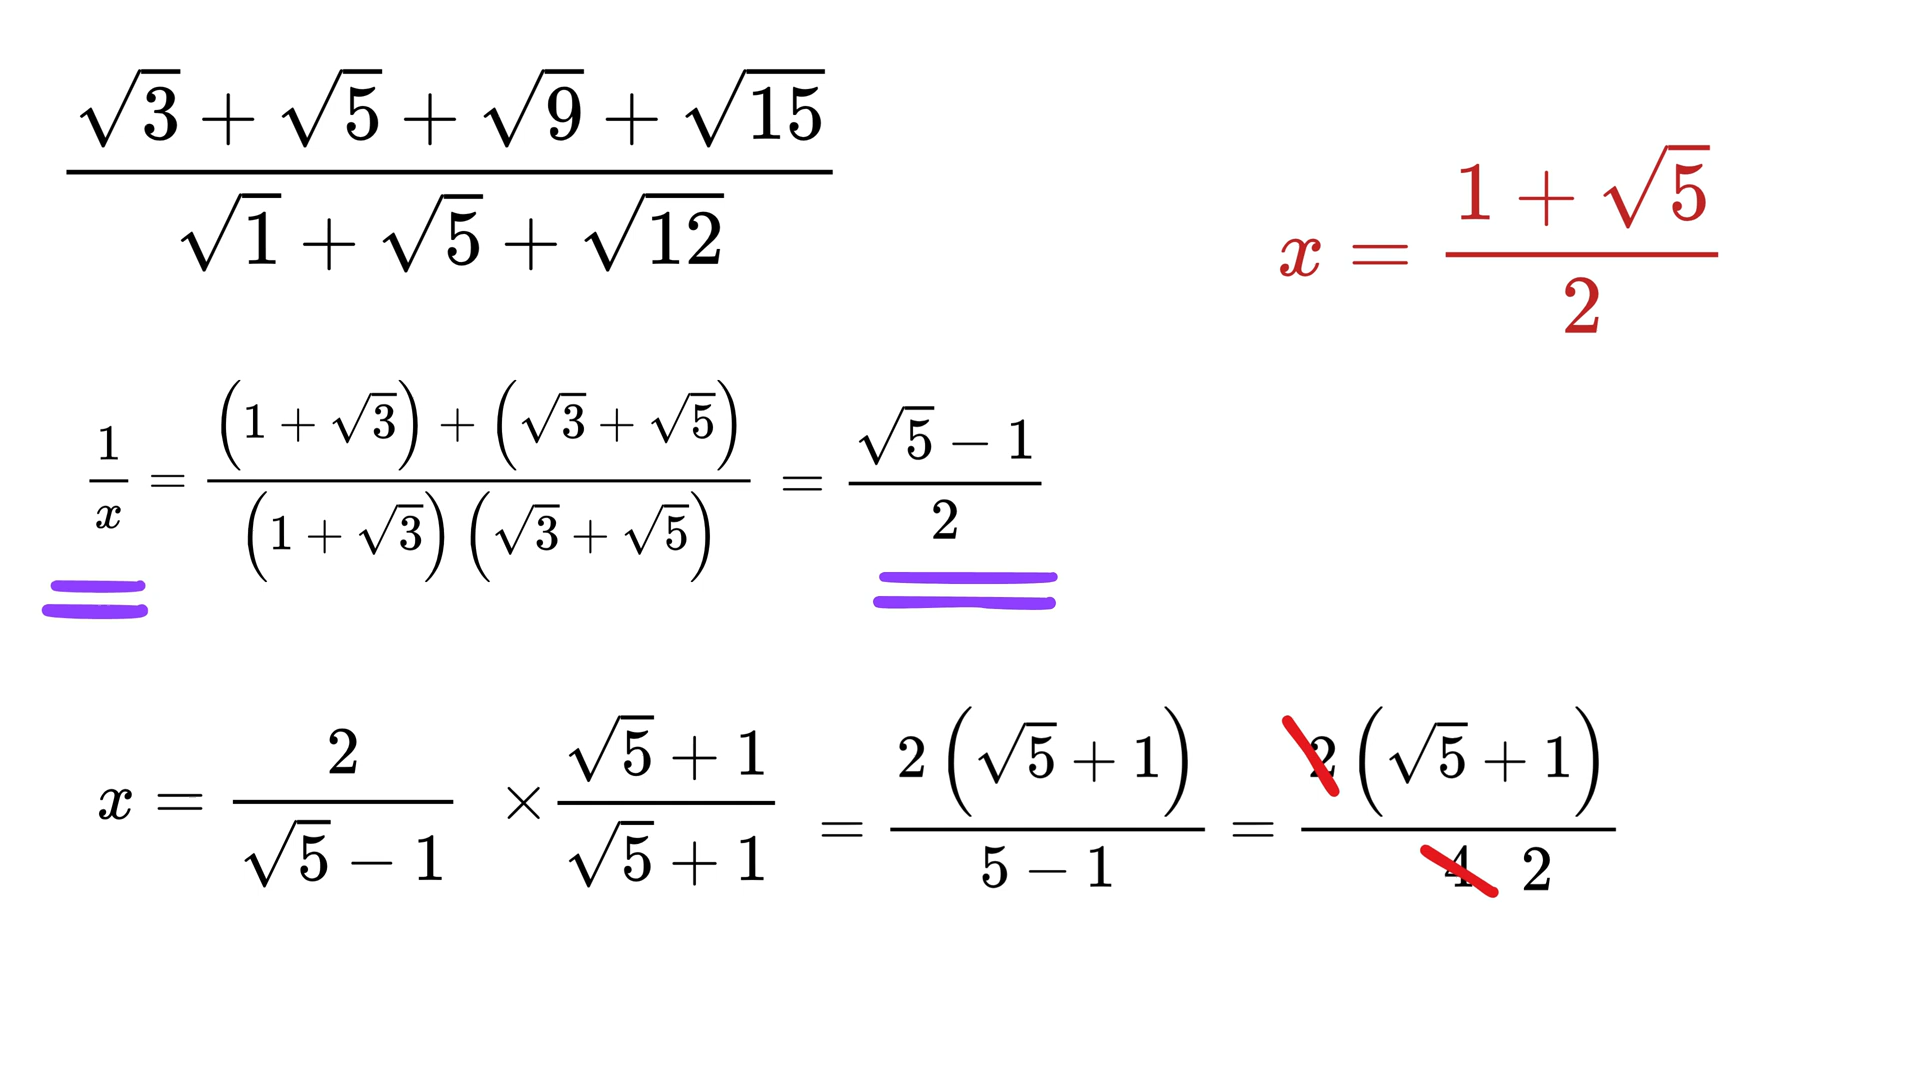 (√3 + √5 + √9 + √15) / (√1 + √5 + √12)
x = (1 + √5) / 2
1/x = ((1 + √3) + (√3 + √5)) / ((1 + √3)(√3 + √5)) = (√5 − 1) / 2
x = 2 / (√5 − 1) × (√5 + 1) / (√5 + 1) = 2(√5 + 1) / (5 − 1) = 2(√5 + 1) / 4 2